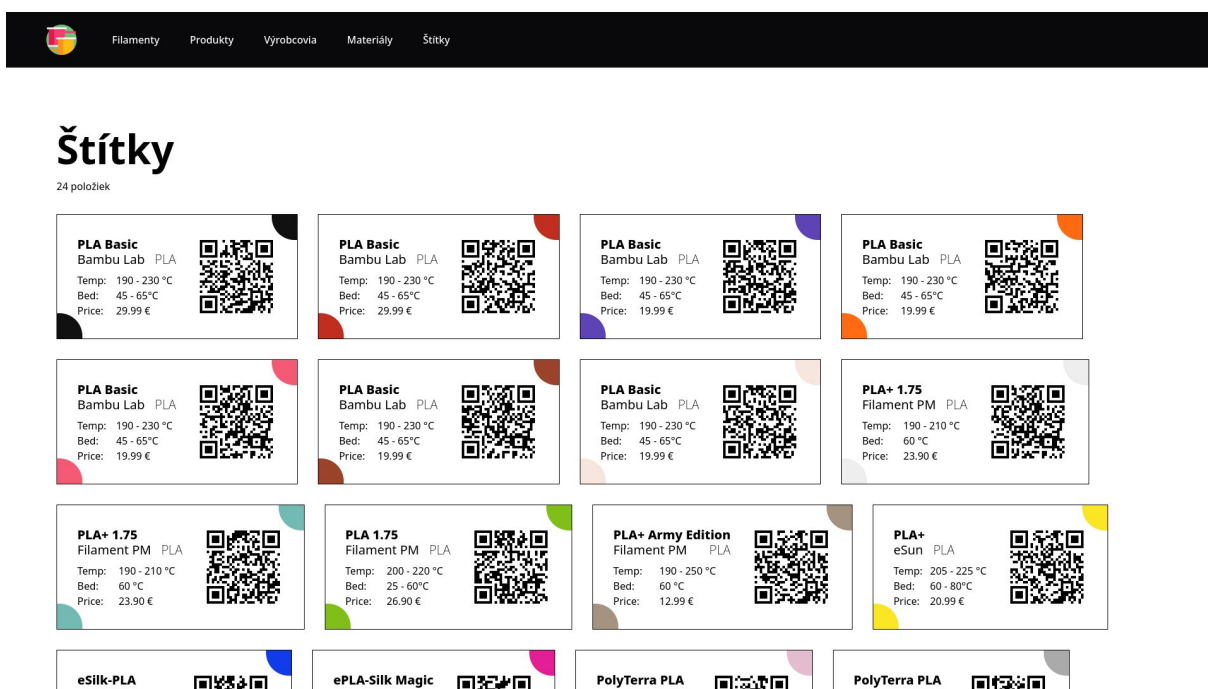 Filamenty Produkty Výrobcovia Materiály Štítky
Štítky
24 položiek
PLA Basic
Bambu Lab PLA
Temp: 190 - 230 °C
Bed: 45 - 65°C
Price: 29.99 €
PLA Basic
Bambu Lab PLA
Temp: 190 - 230 °C
Bed: 45 - 65°C
Price: 29.99 €
PLA Basic
Bambu Lab PLA
Temp: 190 - 230 °C
Bed: 45 - 65°C
Price: 19.99 €
PLA Basic
Bambu Lab PLA
Temp: 190 - 230 °C
Bed: 45 - 65°C
Price: 19.99 €
PLA Basic
Bambu Lab PLA
Temp: 190 - 230 °C
Bed: 45 - 65°C
Price: 19.99 €
PLA Basic
Bambu Lab PLA
Temp: 190 - 230 °C
Bed: 45 - 65°C
Price: 19.99 €
PLA Basic
Bambu Lab PLA
Temp: 190 - 230 °C
Bed: 45 - 65°C
Price: 19.99 €
PLA+ 1.75
Filament PM PLA
Temp: 190 - 210 °C
Bed: 60 °C
Price: 23.90 €
PLA+ 1.75
Filament PM PLA
Temp: 190 - 210 °C
Bed: 60 °C
Price: 23.90 €
PLA 1.75
Filament PM PLA
Temp: 200 - 220 °C
Bed: 25 - 60°C
Price: 26.90 €
PLA+ Army Edition
Filament PM PLA
Temp: 190 - 250 °C
Bed: 60 °C
Price: 12.99 €
PLA+
eSun PLA
Temp: 205 - 225 °C
Bed: 60 - 80°C
Price: 20.99 €
eSilk-PLA
ePLA-Silk Magic
PolyTerra PLA
PolyTerra PLA